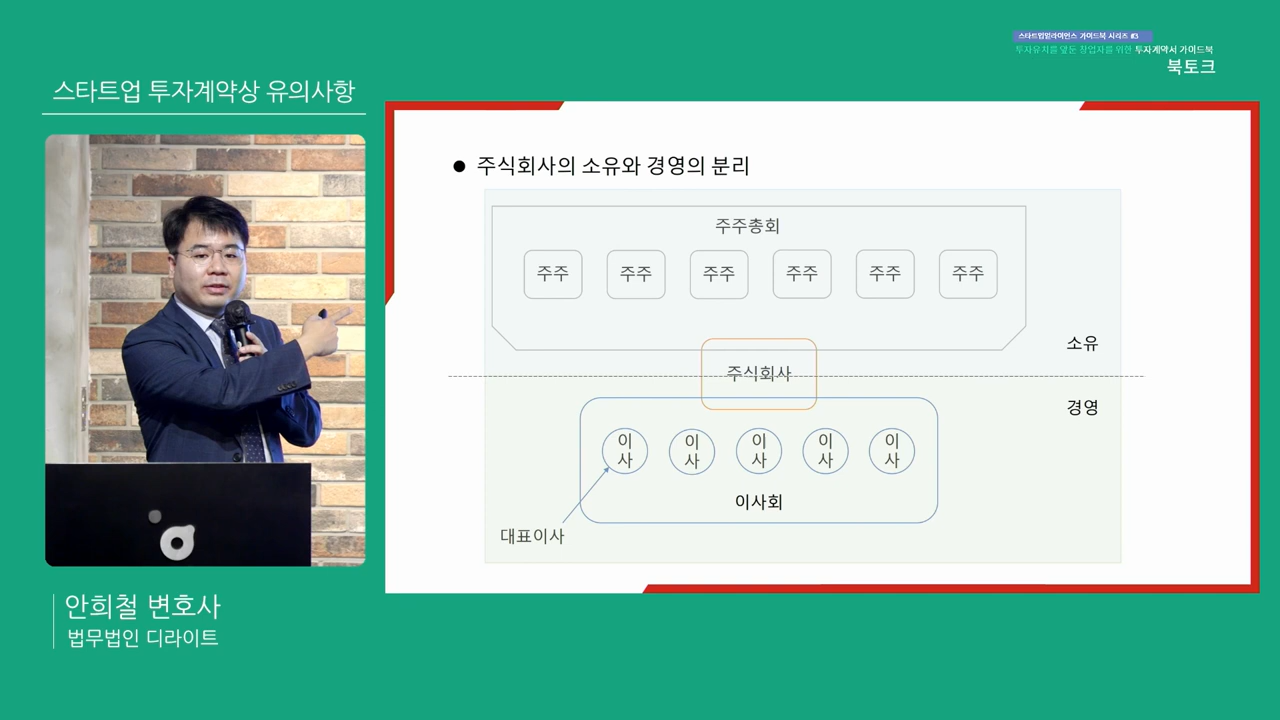 스타트업얼라이언스 가이드북 시리즈 #3
투자유치를 앞둔 창업자를 위한 투자계약서 가이드북
북토크
스타트업 투자계약상 유의사항
● 주식회사의 소유와 경영의 분리
주주총회
주주 주주 주주 주주 주주 주주
소유
주식회사
경영
이사 이사 이사 이사 이사
이사회
대표이사
안희철 변호사
법무법인 디라이트